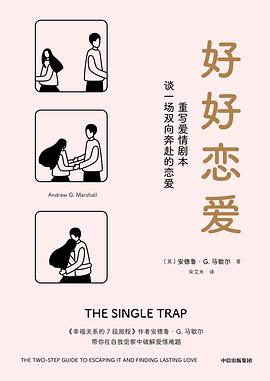 好好恋爱
重写爱情剧本
谈一场双向奔赴的恋爱
Andrew G. Marshall
[英] 安德鲁·G. 马歇尔 著
宋艾米 译
THE SINGLE TRAP
《幸福关系的7段旅程》作者安德鲁·G. 马歇尔
带你在自我觉察中破解爱情难题
THE TWO-STEP GUIDE TO ESCAPING IT AND FINDING LASTING LOVE
中信出版集团